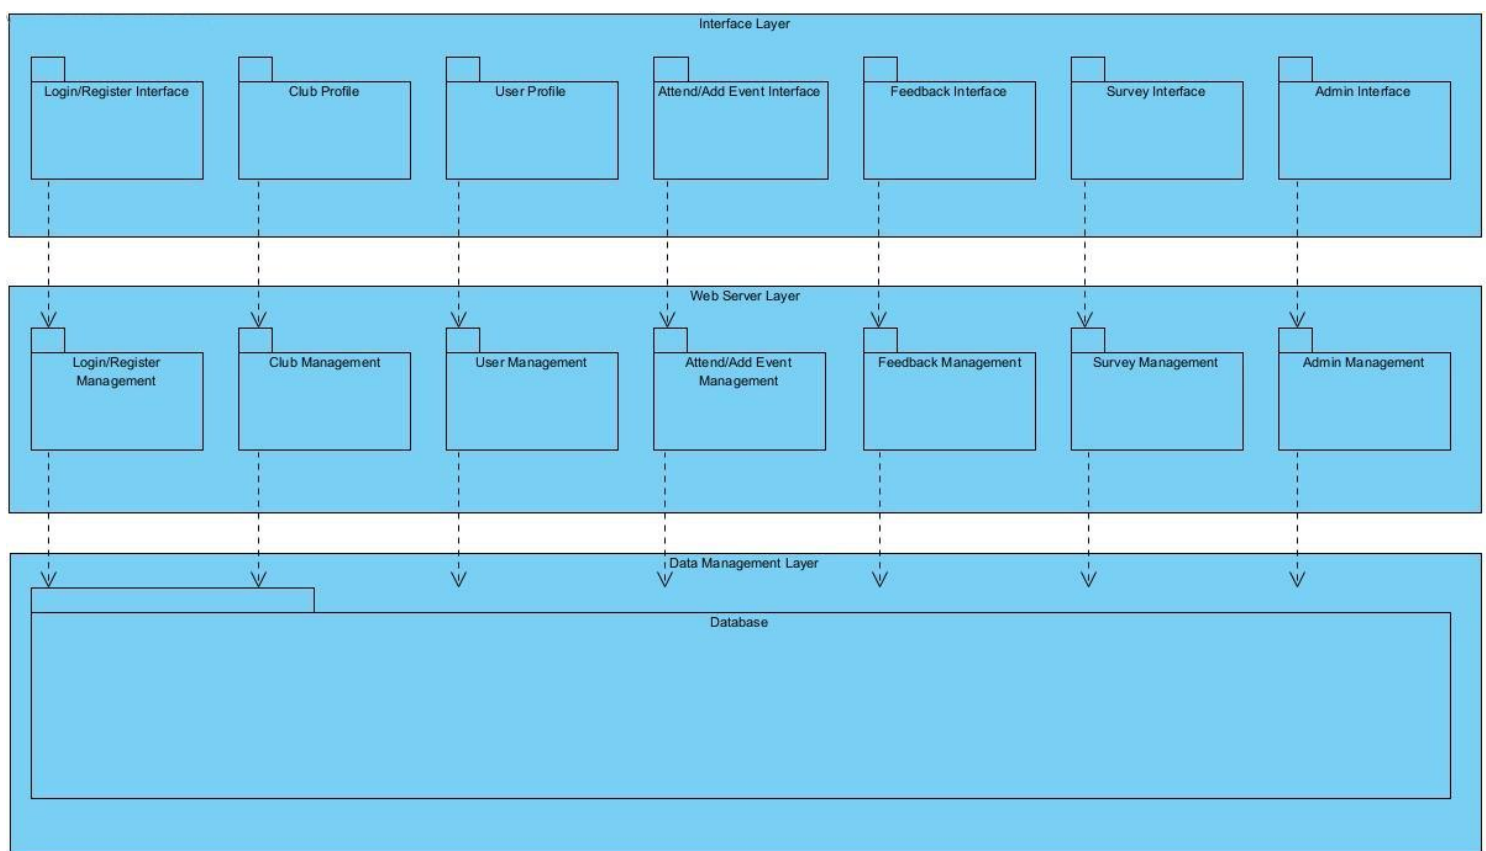 Interface Layer
Login/Register Interface
Club Profile
User Profile
Attend/Add Event Interface
Feedback Interface
Survey Interface
Admin Interface
Web Server Layer
Login/Register
Management
Club Management
User Management
Attend/Add Event
Management
Feedback Management
Survey Management
Admin Management
Data Management Layer
Database